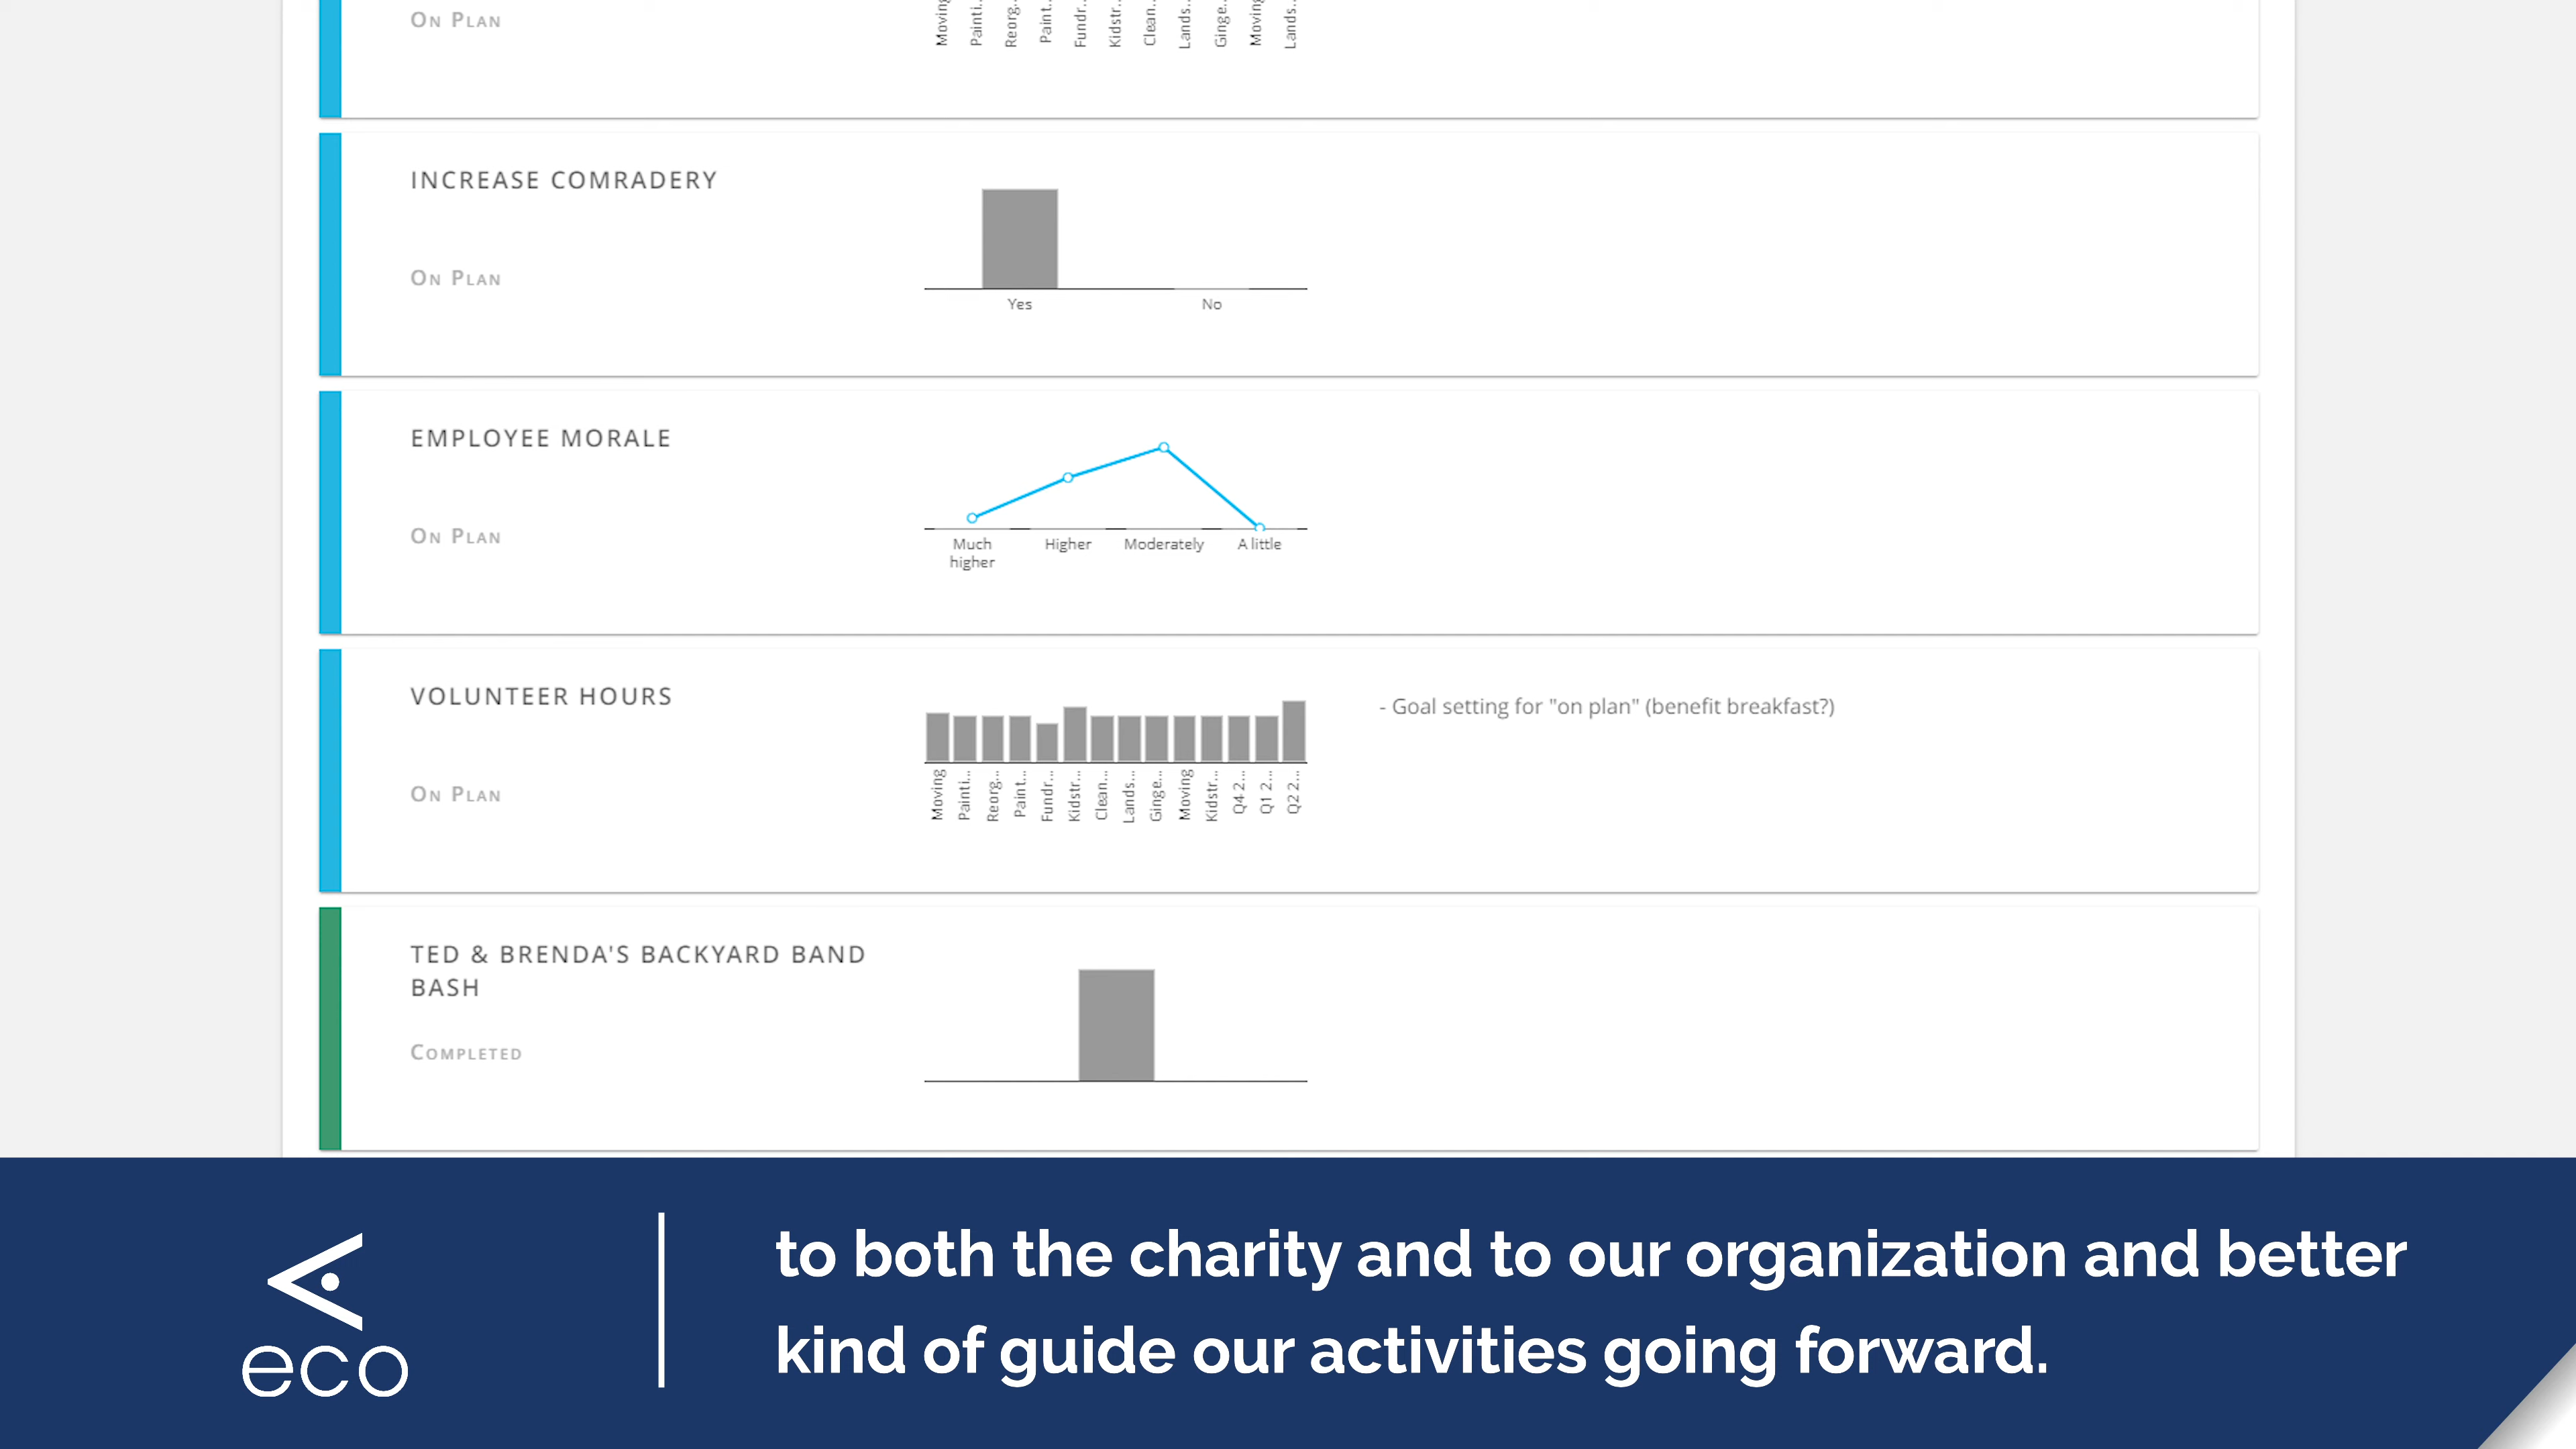 ON PLAN
Moving
Painti...
Reorg...
Paint...
Fundr...
Kidstr...
Clean...
Lands...
Ginge...
Moving
Lands...
INCREASE COMRADERY
ON PLAN
Yes
No
EMPLOYEE MORALE
ON PLAN
Much
higher
Higher
Moderately
A little
VOLUNTEER HOURS
- Goal setting for "on plan" (benefit breakfast?)
ON PLAN
Moving
Painti...
Reorg...
Paint...
Fundr...
Kidstr...
Clean...
Lands...
Ginge...
Moving
Kidstr...
Q4 2...
Q1 2...
Q2 2...
TED & BRENDA'S BACKYARD BAND
BASH
COMPLETED
eco
to both the charity and to our organization and better
kind of guide our activities going forward.